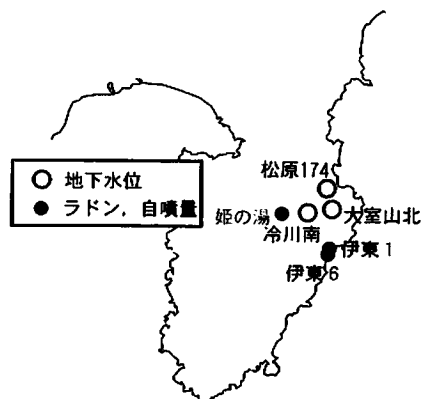 松原174
地下水位
ラドン，自噴量
姫の湯
大室山北
冷川南
伊東1
伊東6